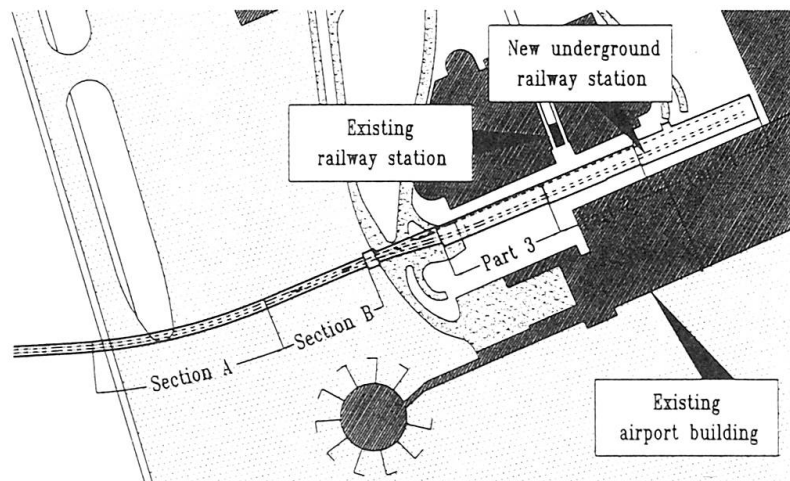 New underground
railway station
Existing
railway station
Part 3
Section B
Section A
Existing
airport building